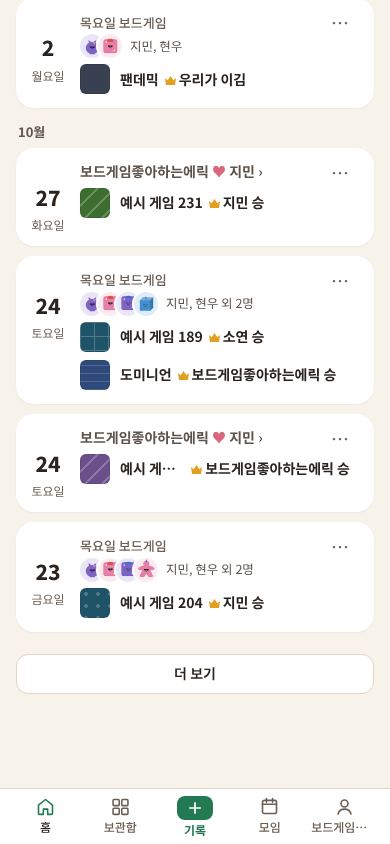 목요일 보드게임 ···
2
월요일
지민, 현우
팬데믹 우리가 이김
10월
27
화요일
보드게임좋아하는에릭 ♥ 지민 › ···
예시 게임 231 지민 승
24
토요일
목요일 보드게임 ···
지민, 현우 외 2명
예시 게임 189 소연 승
도미니언 보드게임좋아하는에릭 승
24
토요일
보드게임좋아하는에릭 ♥ 지민 › ···
예시 게… 보드게임좋아하는에릭 승
23
금요일
목요일 보드게임 ···
지민, 현우 외 2명
예시 게임 204 지민 승
더 보기
홈 보관함 기록 모임 보드게임…